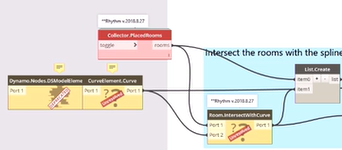 **Rhythm v.2018.8.27
Collector.PlacedRooms
toggle > rooms
Intersect the rooms with the spline
List.Create
item0 + - list
item1
Dynamo.Nodes.DSModelEleme
CurveElement.Curve
Port 1 Port 1
Port 1 Port 1
**Rhythm v.2018.8.27
Room.IntersectWithCurve
Port 1 Port 1
Port 2